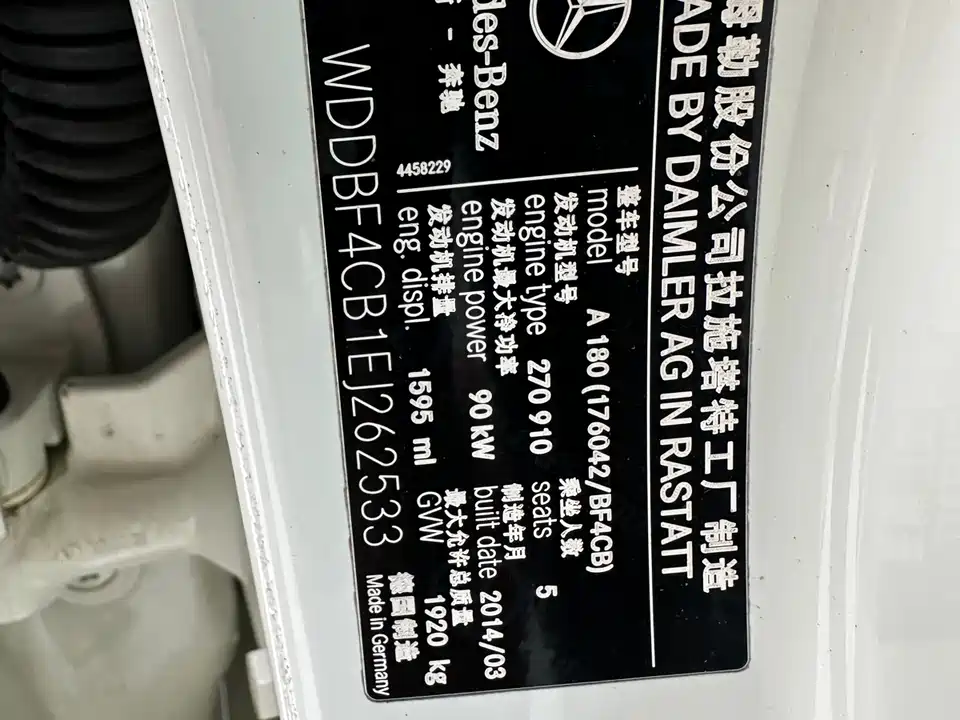 姆勒股份公司拉施塔特工厂制造
ADE BY DAIMLER AG IN RASTATT
des-Benz
- 奔驰
4458229
整车型号
model A 180 (176042/BF4CB)
发动机型号 乘坐人数
engine type 270 910 seats 5
发动机最大净功率 制造年月
engine power 90 kW built date 2014/03
发动机排量 最大允许总质量
eng. displ. 1595 ml GVW 1920 kg
WDDBF4CB1EJ262533
德国制造
Made in Germany